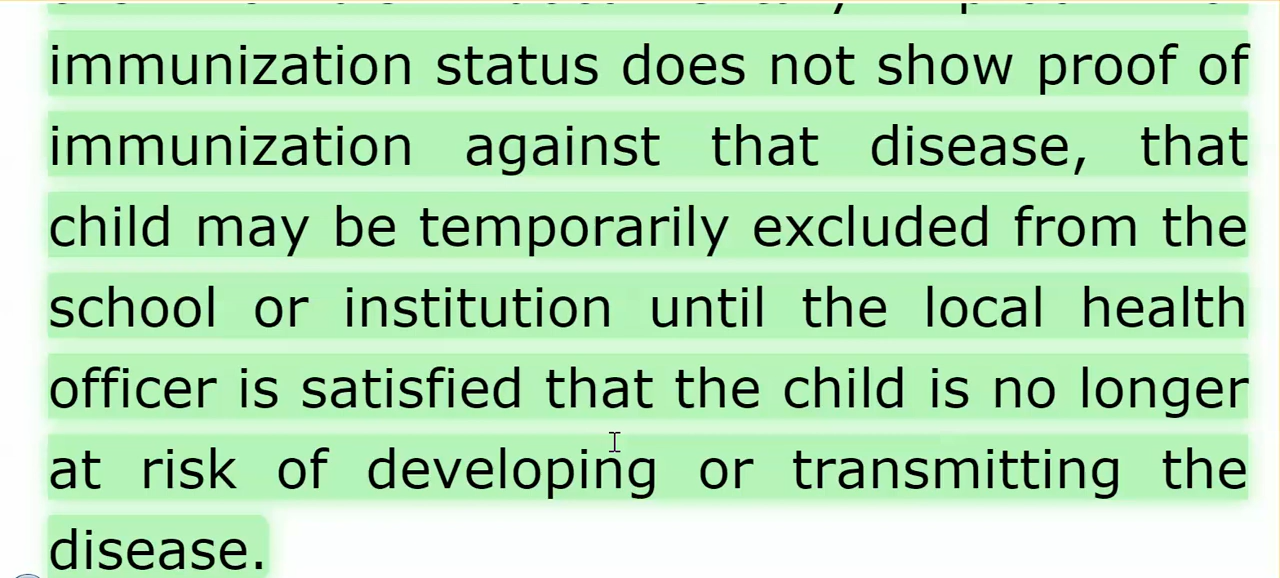 immunization status does not show proof of
immunization against that disease, that
child may be temporarily excluded from the
school or institution until the local health
officer is satisfied that the child is no longer
at risk of developing or transmitting the
disease.